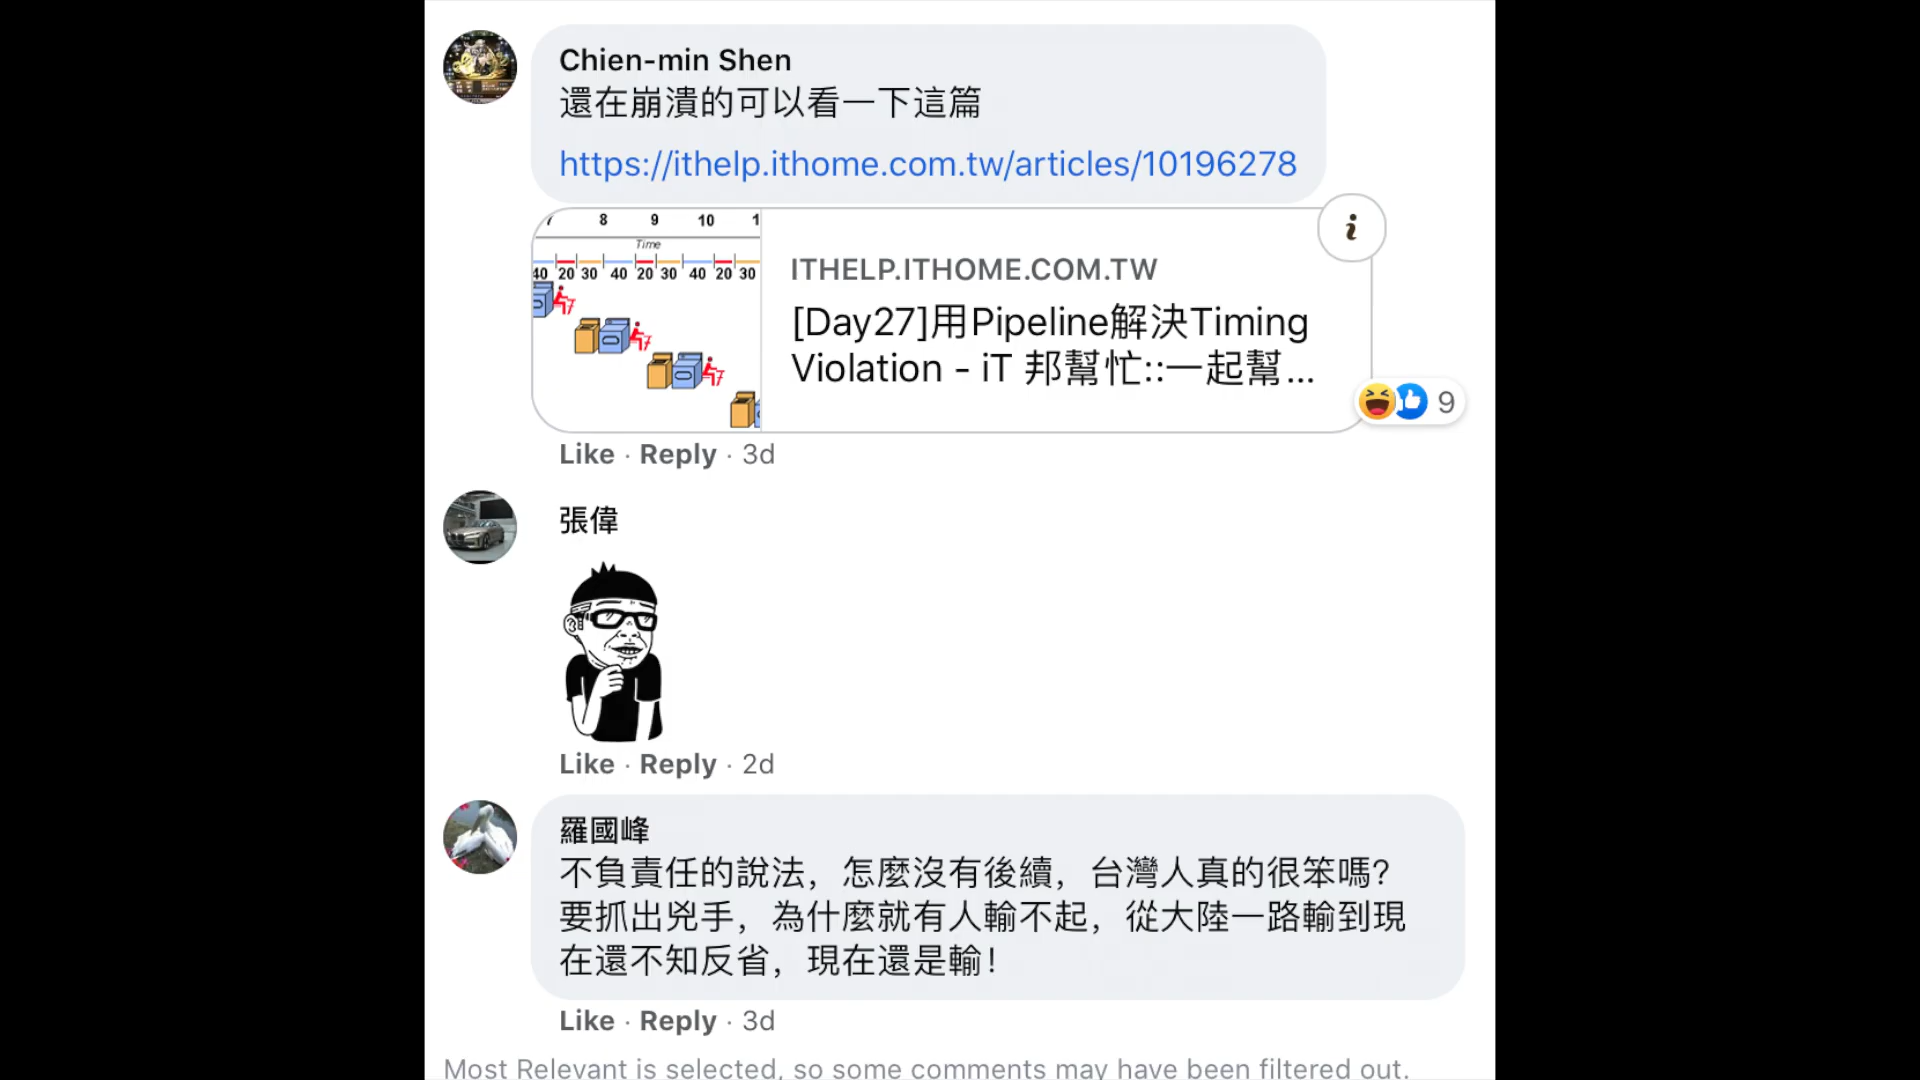 Chien-min Shen
還在崩潰的可以看一下這篇
https://ithelp.ithome.com.tw/articles/10196278
7 8 9 10 1
Time
40 20 30 40 20 30 40 20 30
i
ITHELP.ITHOME.COM.TW
[Day27]用Pipeline解決Timing
Violation - iT 邦幫忙::一起幫...
9
Like · Reply · 3d
張偉
Like · Reply · 2d
羅國峰
不負責任的說法，怎麼沒有後續，台灣人真的很笨嗎？
要抓出兇手，為什麼就有人輸不起，從大陸一路輸到現
在還不知反省，現在還是輸！
Like · Reply · 3d
Most Relevant is selected, so some comments may have been filtered out.